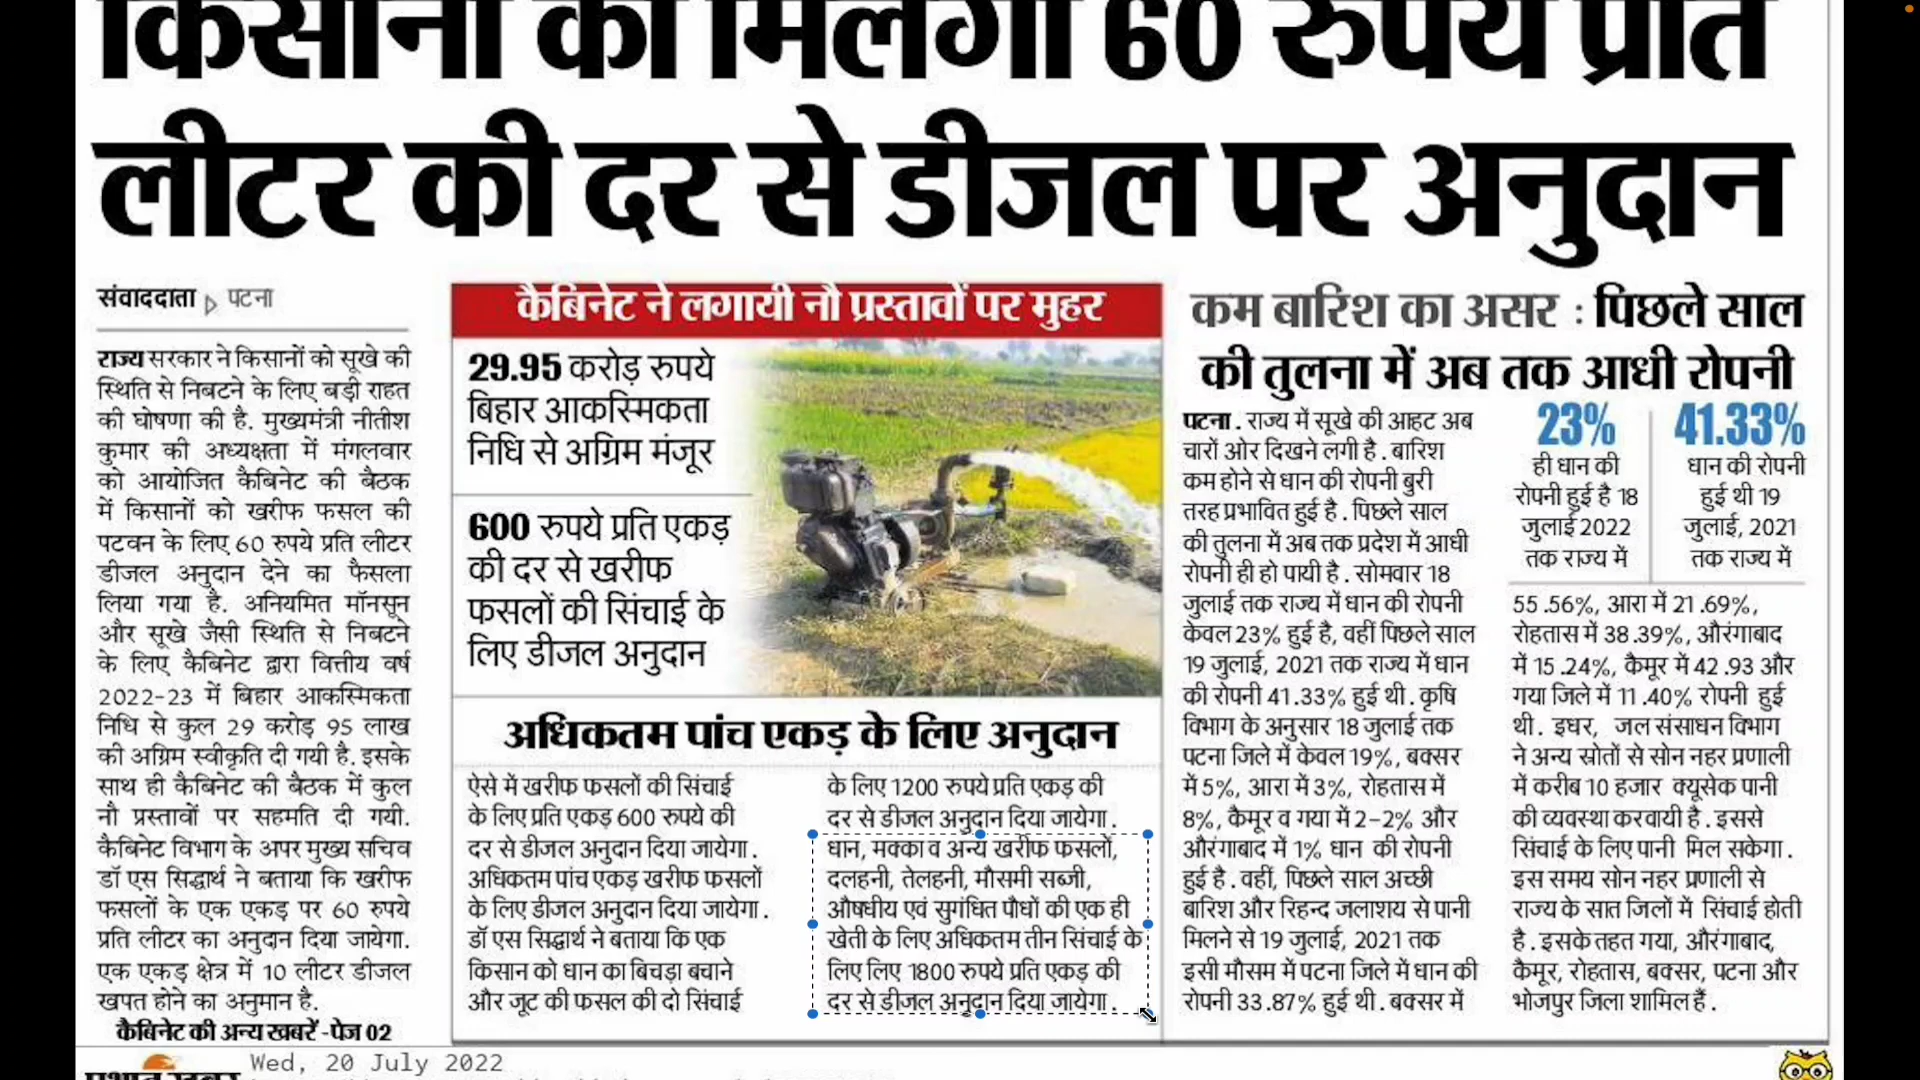 किसानों को मिलेगा 60 रुपये प्रति
लीटर की दर से डीजल पर अनुदान
संवाददाता पटना
राज्य सरकार ने किसानों को सूखे की
स्थिति से निबटने के लिए बड़ी राहत
की घोषणा की है. मुख्यमंत्री नीतीश
कुमार की अध्यक्षता में मंगलवार
को आयोजित कैबिनेट की बैठक
में किसानों को खरीफ फसल की
पटवन के लिए 60 रुपये प्रति लीटर
डीजल अनुदान देने का फैसला
लिया गया है. अनियमित मॉनसून
और सूखे जैसी स्थिति से निबटने
के लिए कैबिनेट द्वारा वित्तीय वर्ष
2022-23 में बिहार आकस्मिकता
निधि से कुल 29 करोड़ 95 लाख
की अग्रिम स्वीकृति दी गयी है. इसके
साथ ही कैबिनेट की बैठक में कुल
नौ प्रस्तावों पर सहमति दी गयी.
कैबिनेट विभाग के अपर मुख्य सचिव
डॉ एस सिद्धार्थ ने बताया कि खरीफ
फसलों के एक एकड़ पर 60 रुपये
प्रति लीटर का अनुदान दिया जायेगा.
एक एकड़ क्षेत्र में 10 लीटर डीजल
खपत होने का अनुमान है.
कैबिनेट की अन्य खबरें -पेज 02
कैबिनेट ने लगायी नौ प्रस्तावों पर मुहर
29.95 करोड़ रुपये
बिहार आकस्मिकता
निधि से अग्रिम मंजूर
600 रुपये प्रति एकड़
की दर से खरीफ
फसलों की सिंचाई के
लिए डीजल अनुदान
अधिकतम पांच एकड़ के लिए अनुदान
ऐसे में खरीफ फसलों की सिंचाई
के लिए प्रति एकड़ 600 रुपये की
दर से डीजल अनुदान दिया जायेगा.
अधिकतम पांच एकड़ खरीफ फसलों
के लिए डीजल अनुदान दिया जायेगा.
डॉ एस सिद्धार्थ ने बताया कि एक
किसान को धान का बिचड़ा बचाने
और जूट की फसल की दो सिंचाई
के लिए 1200 रुपये प्रति एकड़ की
दर से डीजल अनुदान दिया जायेगा.
धान, मक्का व अन्य खरीफ फसलों,
दलहनी, तेलहनी, मौसमी सब्जी,
औषधीय एवं सुगंधित पौधों की एक ही
खेती के लिए अधिकतम तीन सिंचाई के
लिए लिए 1800 रुपये प्रति एकड़ की
दर से डीजल अनुदान दिया जायेगा.
कम बारिश का असर : पिछले साल
की तुलना में अब तक आधी रोपनी
पटना. राज्य में सूखे की आहट अब
चारों ओर दिखने लगी है. बारिश
कम होने से धान की रोपनी बुरी
तरह प्रभावित हुई है. पिछले साल
की तुलना में अब तक प्रदेश में आधी
रोपनी ही हो पायी है. सोमवार 18
जुलाई तक राज्य में धान की रोपनी
केवल 23% हुई है, वहीं पिछले साल
19 जुलाई, 2021 तक राज्य में धान
की रोपनी 41.33% हुई थी. कृषि
विभाग के अनुसार 18 जुलाई तक
पटना जिले में केवल 19%, बक्सर
में 5%, आरा में 3%, रोहतास में
8%, कैमूर व गया में 2-2% और
औरंगाबाद में 1% धान की रोपनी
हुई है. वहीं, पिछले साल अच्छी
बारिश और रिहन्द जलाशय से पानी
मिलने से 19 जुलाई, 2021 तक
इसी मौसम में पटना जिले में धान की
रोपनी 33.87% हुई थी. बक्सर में
23%
ही धान की
रोपनी हुई है 18
जुलाई 2022
तक राज्य में
41.33%
धान की रोपनी
हुई थी 19
जुलाई, 2021
तक राज्य में
55.56%, आरा में 21.69%,
रोहतास में 38.39%, औरंगाबाद
में 15.24%, कैमूर में 42.93 और
गया जिले में 11.40% रोपनी हुई
थी. इधर, जल संसाधन विभाग
ने अन्य स्रोतों से सोन नहर प्रणाली
में करीब 10 हजार क्यूसेक पानी
की व्यवस्था करवायी है. इससे
सिंचाई के लिए पानी मिल सकेगा.
इस समय सोन नहर प्रणाली से
राज्य के सात जिलों में सिंचाई होती
है. इसके तहत गया, औरंगाबाद,
कैमूर, रोहतास, बक्सर, पटना और
भोजपुर जिला शामिल हैं.
प्रभात खबर
Wed, 20 July 2022